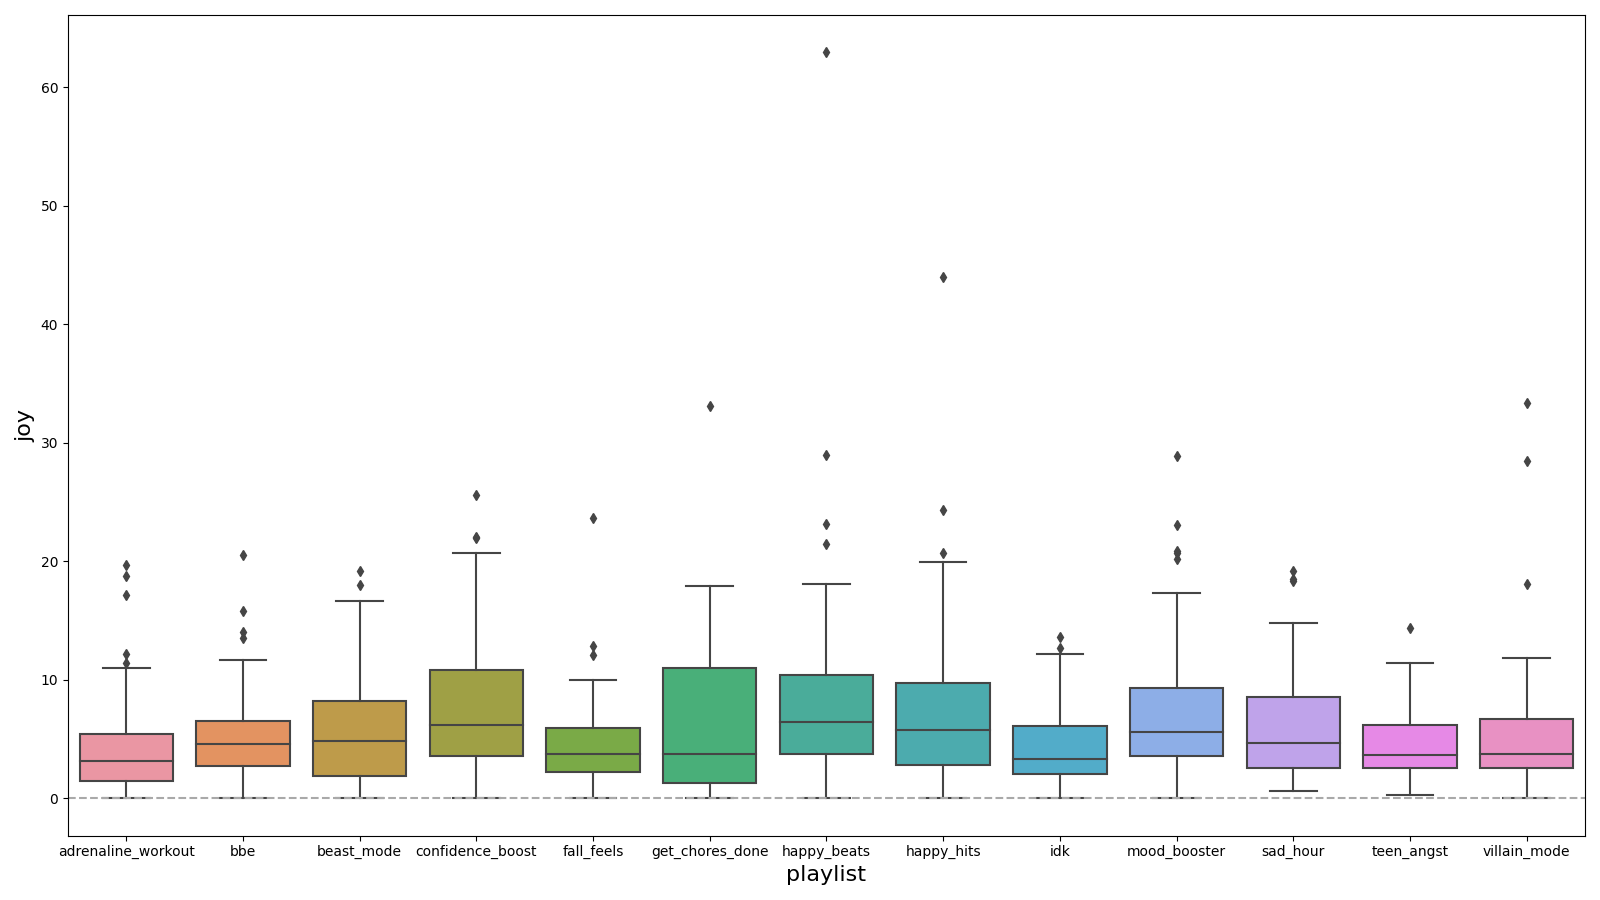 60
50
40
30
20
10
0
joy
adrenaline_workout bbe beast_mode confidence_boost fall_feels get_chores_done happy_beats happy_hits idk mood_booster sad_hour teen_angst villain_mode
playlist